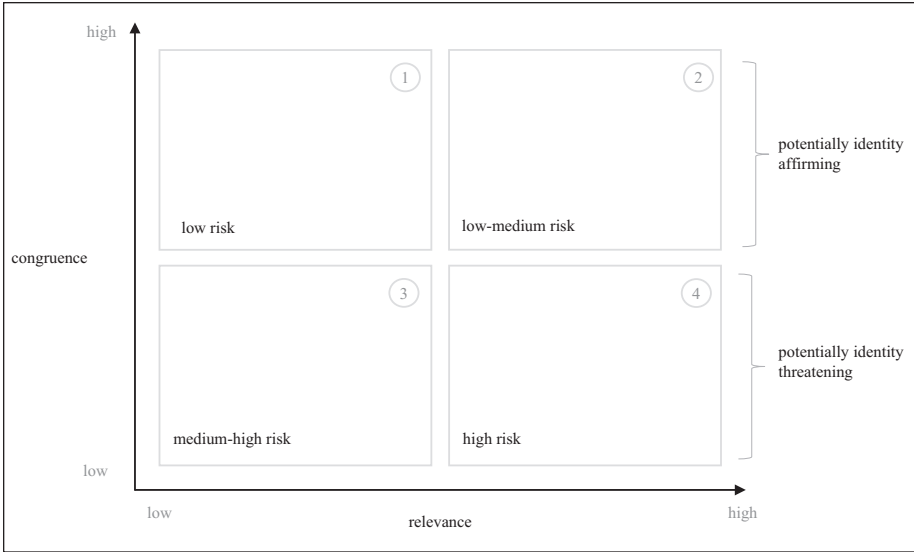 high
1
2
potentially identity
affirming
low risk
low-medium risk
congruence
3
4
potentially identity
threatening
medium-high risk
high risk
low
low
relevance
high